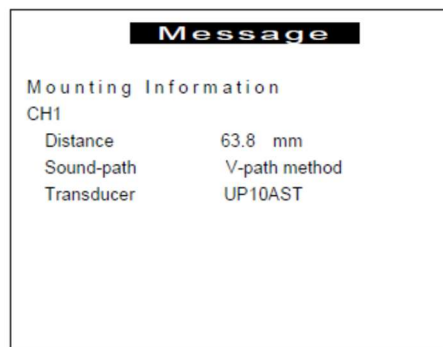 Message
Mounting Information
CH1
Distance 63.8 mm
Sound-path V-path method
Transducer UP10AST